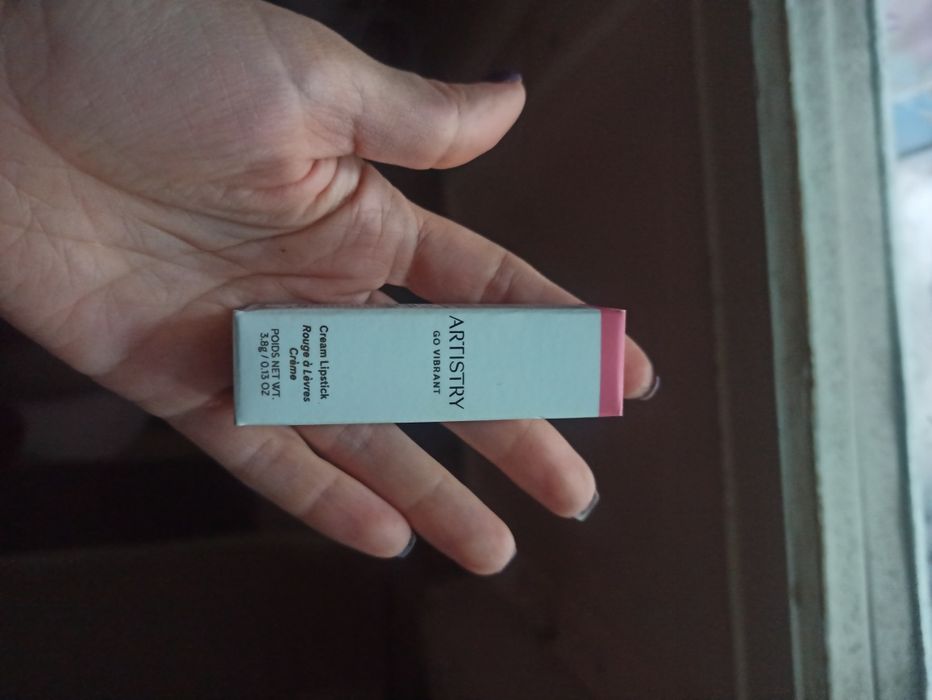 ARTISTRY
GO VIBRANT
Cream Lipstick
Rouge à Lèvres
Crème
POIDS NET WT.
3.8g / 0.13 OZ